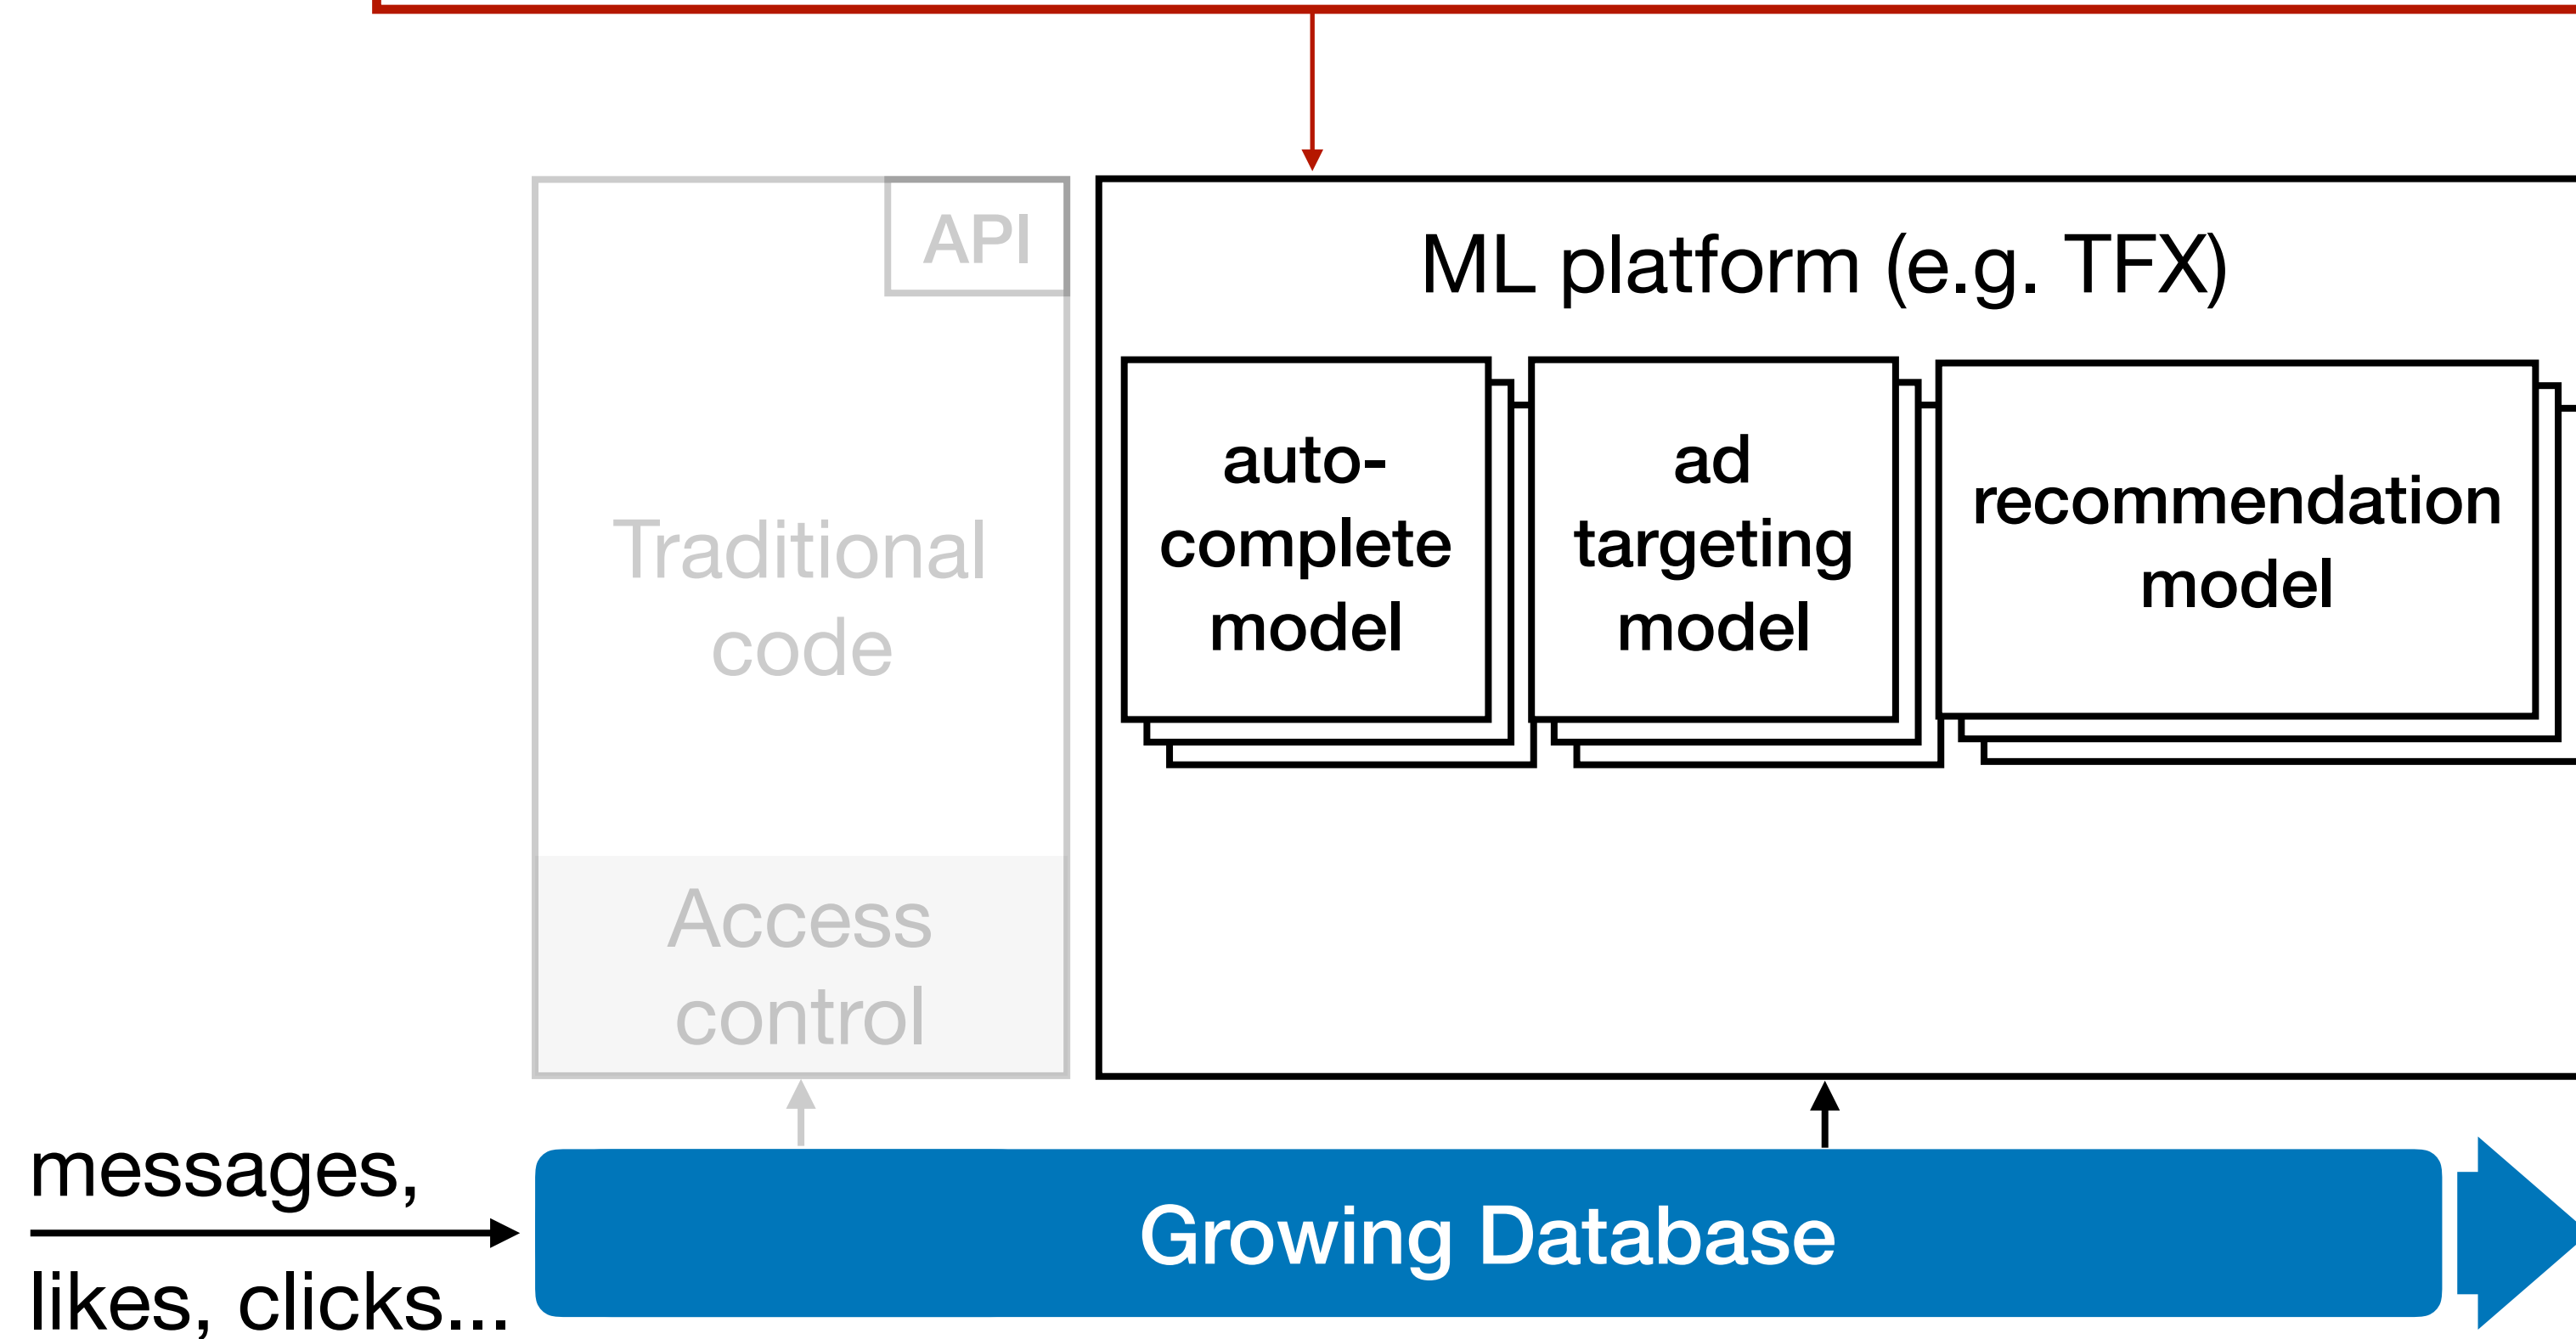 API
Traditional
code
Access
control
ML platform (e.g. TFX)
auto-
complete
model
ad
targeting
model
recommendation
model
messages,
likes, clicks...
Growing Database